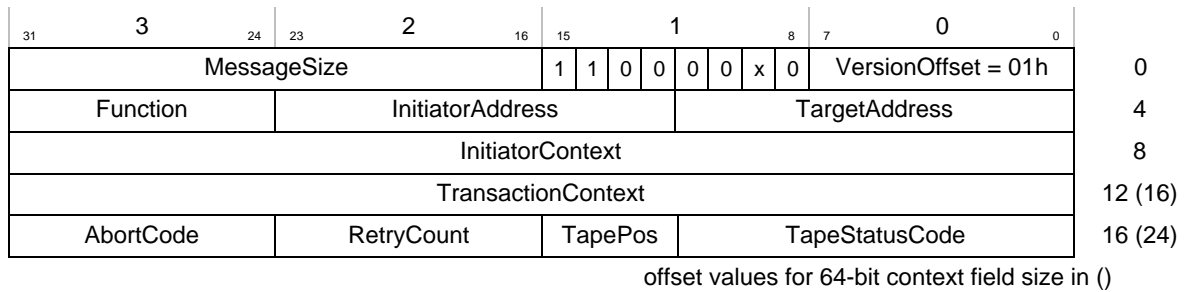 3 2 1 0
31 24 23 16 15 8 7 0
MessageSize 1 1 0 0 0 0 x 0 VersionOffset = 01h 0
Function InitiatorAddress TargetAddress 4
InitiatorContext 8
TransactionContext 12 (16)
AbortCode RetryCount TapePos TapeStatusCode 16 (24)
offset values for 64-bit context field size in ()